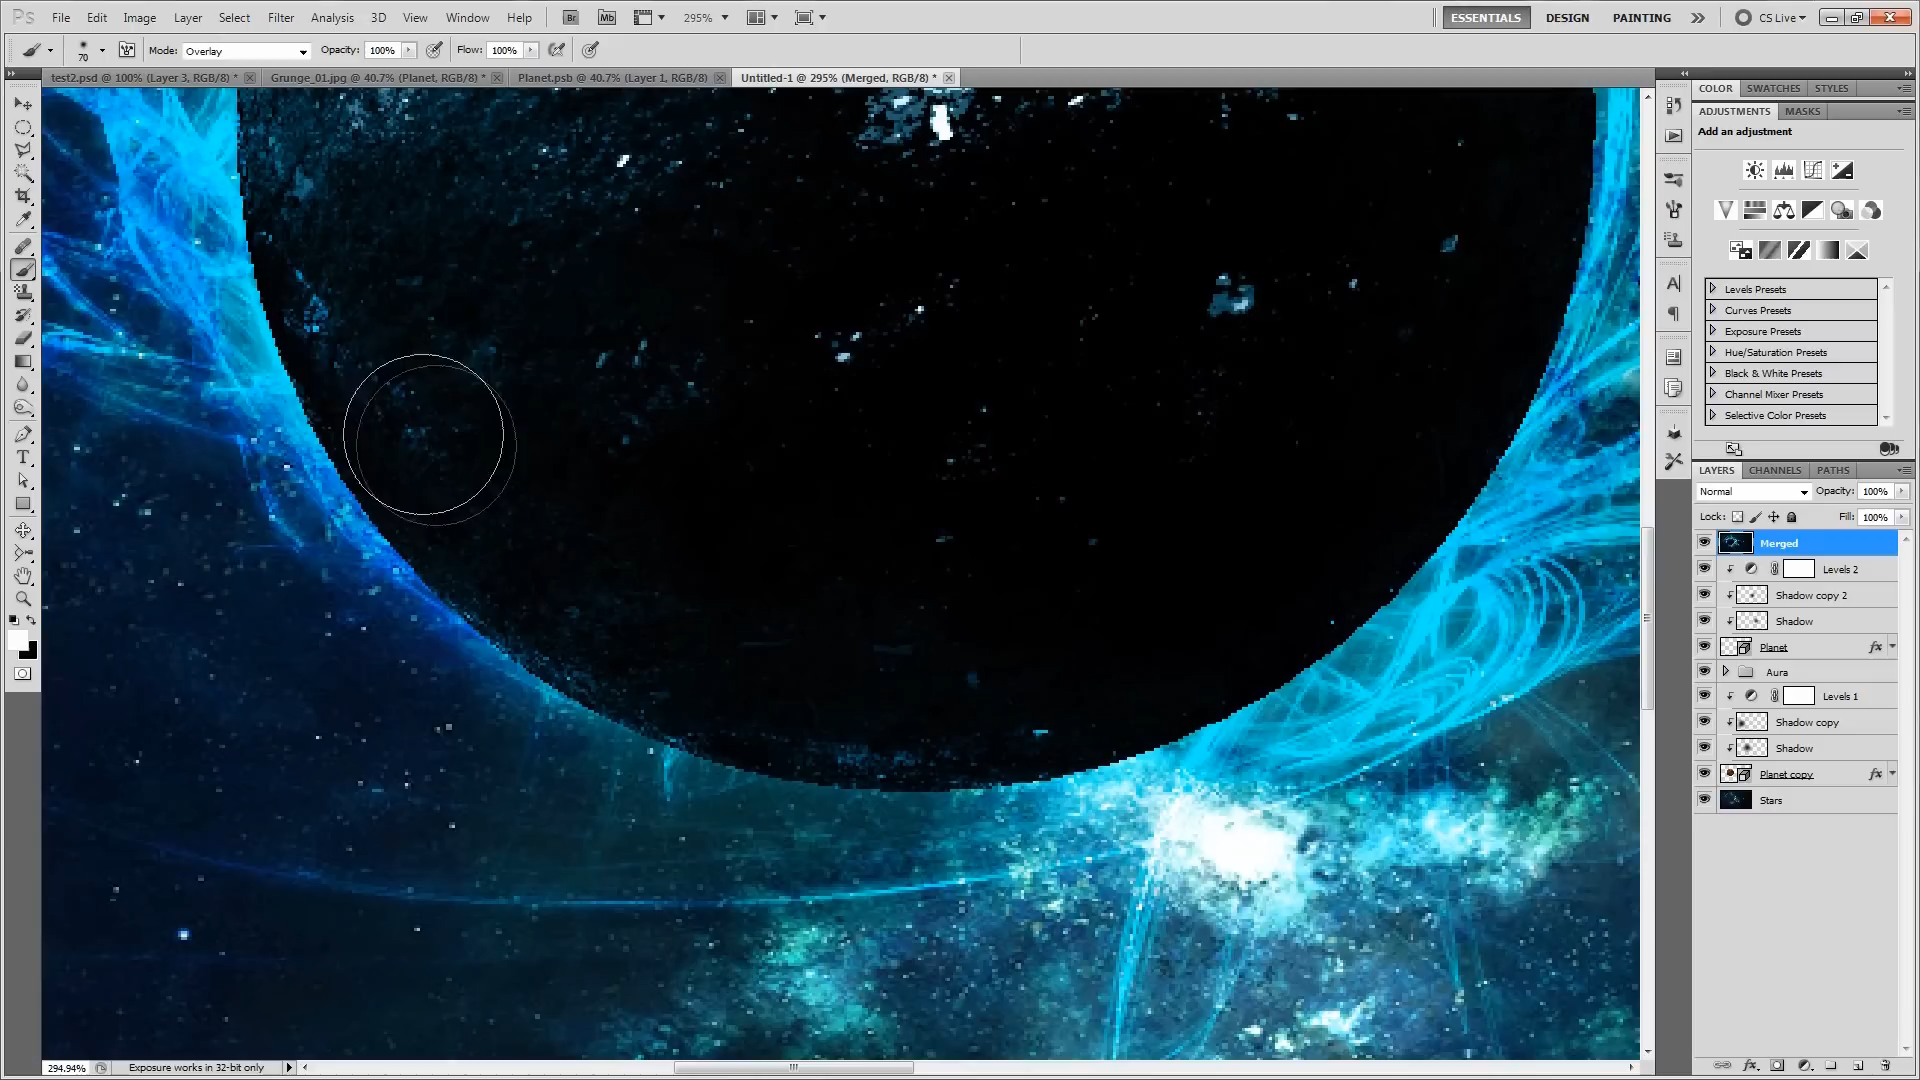 Ps File Edit Image Layer Select Filter Analysis 3D View Window Help Br Mb 295% ESSENTIALS DESIGN PAINTING CS Live
70 Mode: Overlay Opacity: 100% Flow: 100%
test2.psd @ 100% (Layer 3, RGB/8) * Grunge_01.jpg @ 40.7% (Planet, RGB/8) * Planet.psb @ 40.7% (Layer 1, RGB/8) Untitled-1 @ 295% (Merged, RGB/8) *
COLOR SWATCHES STYLES
ADJUSTMENTS MASKS
Add an adjustment
Levels Presets
Curves Presets
Exposure Presets
Hue/Saturation Presets
Black & White Presets
Channel Mixer Presets
Selective Color Presets
LAYERS CHANNELS PATHS
Normal Opacity: 100%
Lock: Fill: 100%
Merged
Levels 2
Shadow copy 2
Shadow
Planet fx
Aura
Levels 1
Shadow copy
Shadow
Planet copy fx
Stars
294.94% Exposure works in 32-bit only